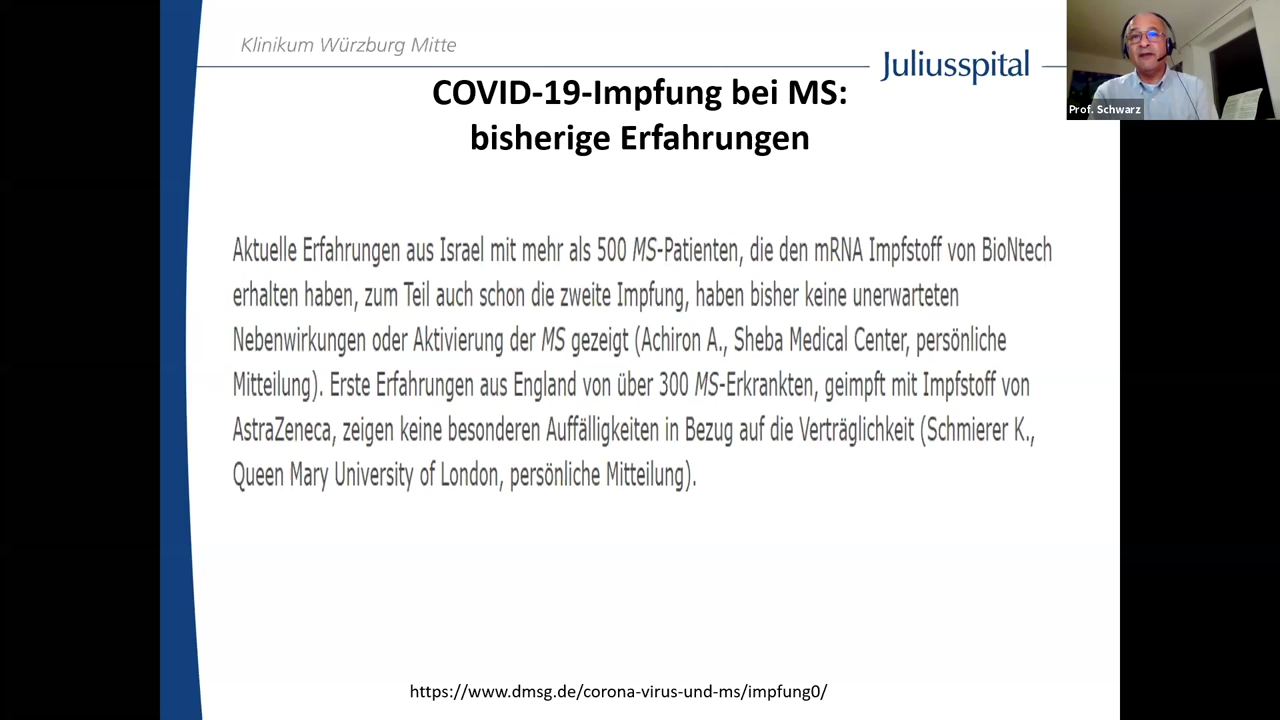 Klinikum Würzburg Mitte
Juliusspital
Prof. Schwarz
COVID-19-Impfung bei MS:
bisherige Erfahrungen
Aktuelle Erfahrungen aus Israel mit mehr als 500 MS-Patienten, die den mRNA Impfstoff von BioNtech
erhalten haben, zum Teil auch schon die zweite Impfung, haben bisher keine unerwarteten
Nebenwirkungen oder Aktivierung der MS gezeigt (Achiron A., Sheba Medical Center, persönliche
Mitteilung). Erste Erfahrungen aus England von über 300 MS-Erkrankten, geimpft mit Impfstoff von
AstraZeneca, zeigen keine besonderen Auffälligkeiten in Bezug auf die Verträglichkeit (Schmierer K.,
Queen Mary University of London, persönliche Mitteilung).
https://www.dmsg.de/corona-virus-und-ms/impfung0/